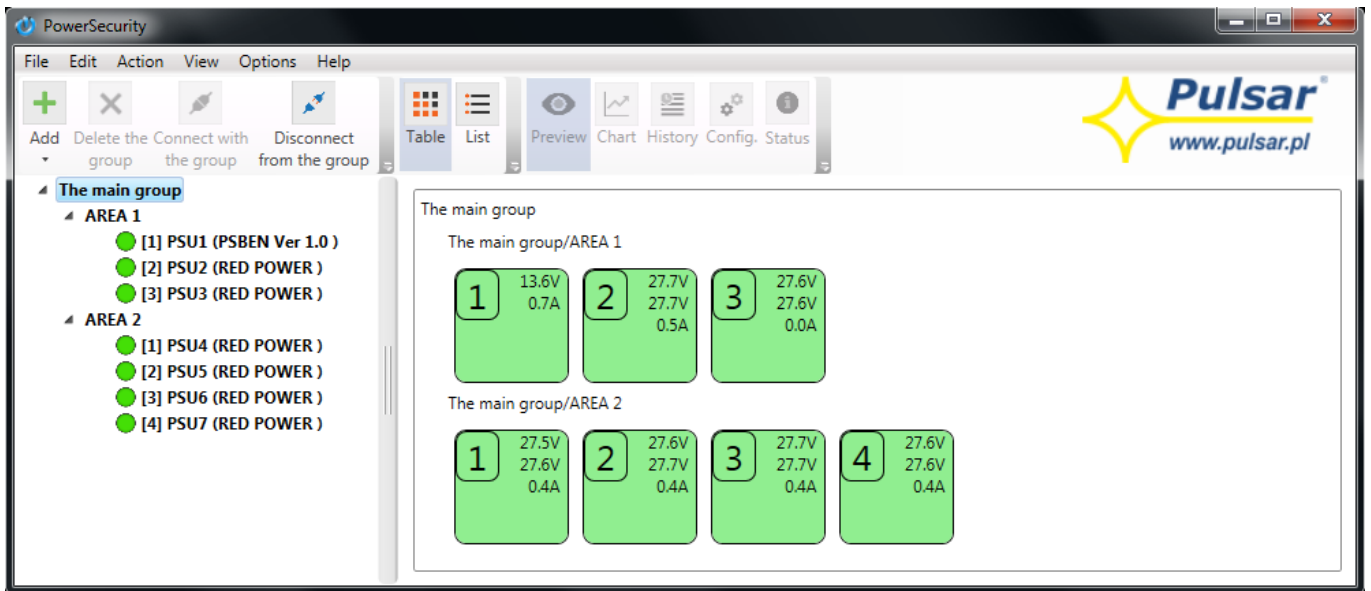 PowerSecurity
File Edit Action View Options Help
Add Delete the group Connect with the group Disconnect from the group Table List Preview Chart History Config. Status
Pulsar
www.pulsar.pl
The main group
AREA 1
[1] PSU1 (PSBEN Ver 1.0 )
[2] PSU2 (RED POWER )
[3] PSU3 (RED POWER )
AREA 2
[1] PSU4 (RED POWER )
[2] PSU5 (RED POWER )
[3] PSU6 (RED POWER )
[4] PSU7 (RED POWER )
The main group
The main group/AREA 1
1 13.6V
0.7A
2 27.7V
27.7V
0.5A
3 27.6V
27.6V
0.0A
The main group/AREA 2
1 27.5V
27.6V
0.4A
2 27.6V
27.7V
0.4A
3 27.7V
27.7V
0.4A
4 27.6V
27.6V
0.4A